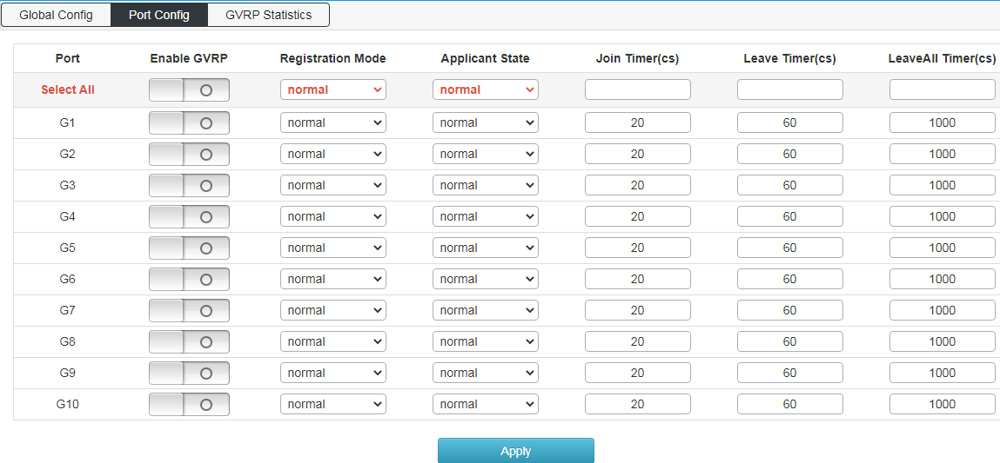 Global Config Port Config GVRP Statistics
Port Enable GVRP Registration Mode Applicant State Join Timer(cs) Leave Timer(cs) LeaveAll Timer(cs)
Select All normal normal
G1 normal normal 20 60 1000
G2 normal normal 20 60 1000
G3 normal normal 20 60 1000
G4 normal normal 20 60 1000
G5 normal normal 20 60 1000
G6 normal normal 20 60 1000
G7 normal normal 20 60 1000
G8 normal normal 20 60 1000
G9 normal normal 20 60 1000
G10 normal normal 20 60 1000
Apply